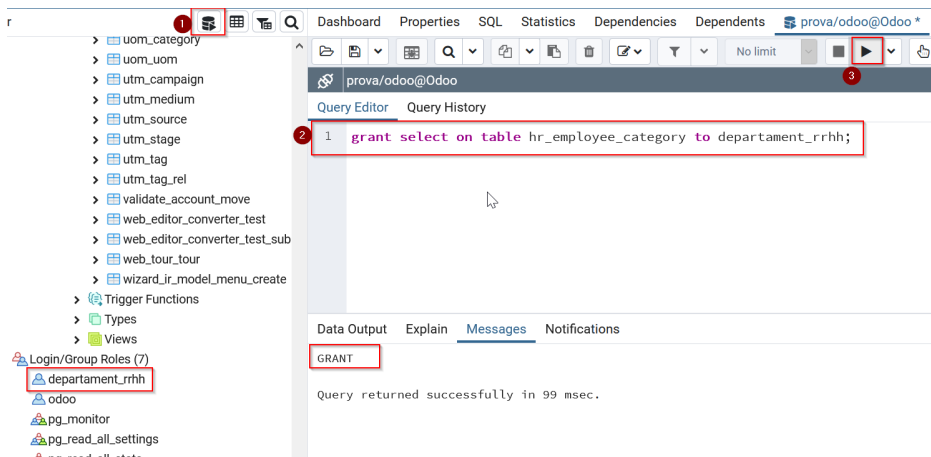 r
1
Dashboard Properties SQL Statistics Dependencies Dependents prova/odoo@Odoo *
No limit
3
prova/odoo@Odoo
Query Editor Query History
2
1 grant select on table hr_employee_category to departament_rrhh;
uom_category
uom_uom
utm_campaign
utm_medium
utm_source
utm_stage
utm_tag
utm_tag_rel
validate_account_move
web_editor_converter_test
web_editor_converter_test_sub
web_tour_tour
wizard_ir_model_menu_create
Trigger Functions
Types
Views
Login/Group Roles (7)
departament_rrhh
odoo
pg_monitor
pg_read_all_settings
Data Output Explain Messages Notifications
GRANT
Query returned successfully in 99 msec.